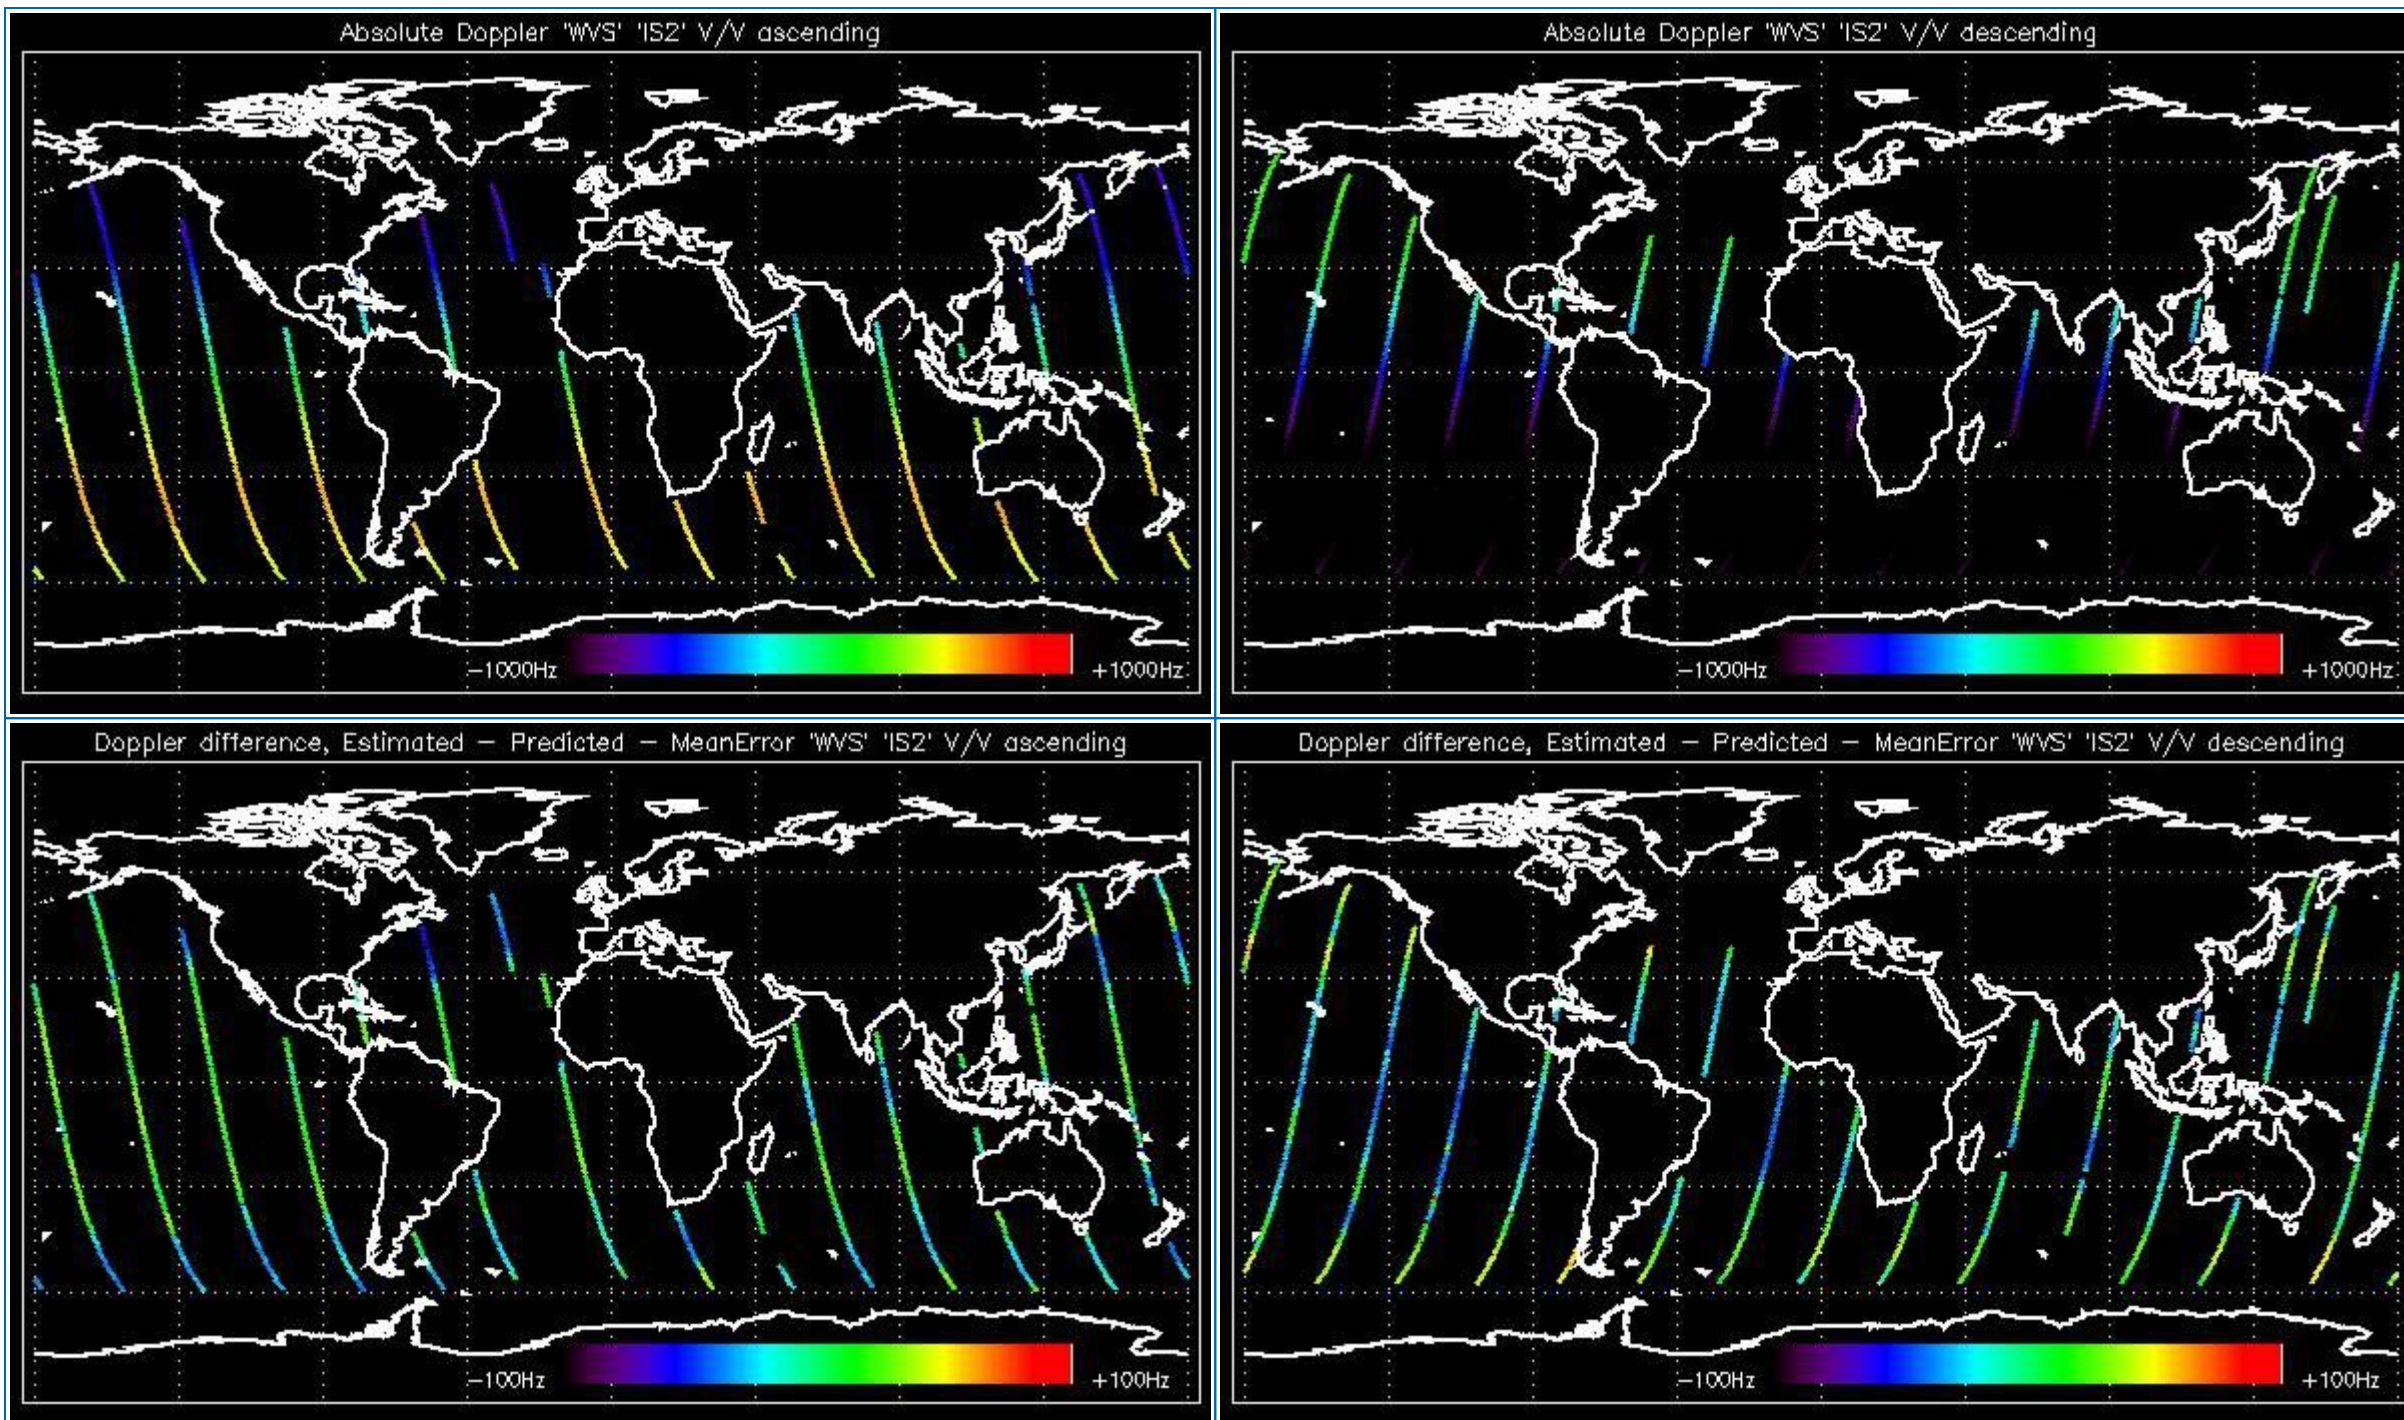 Absolute Doppler 'WVS' 'IS2' V/V ascending
-1000Hz
+1000Hz
Absolute Doppler 'WVS' 'IS2' V/V descending
-1000Hz
+1000Hz
Doppler difference, Estimated - Predicted - MeanError 'WVS' 'IS2' V/V ascending
-100Hz
+100Hz
Doppler difference, Estimated - Predicted - MeanError 'WVS' 'IS2' V/V descending
-100Hz
+100Hz